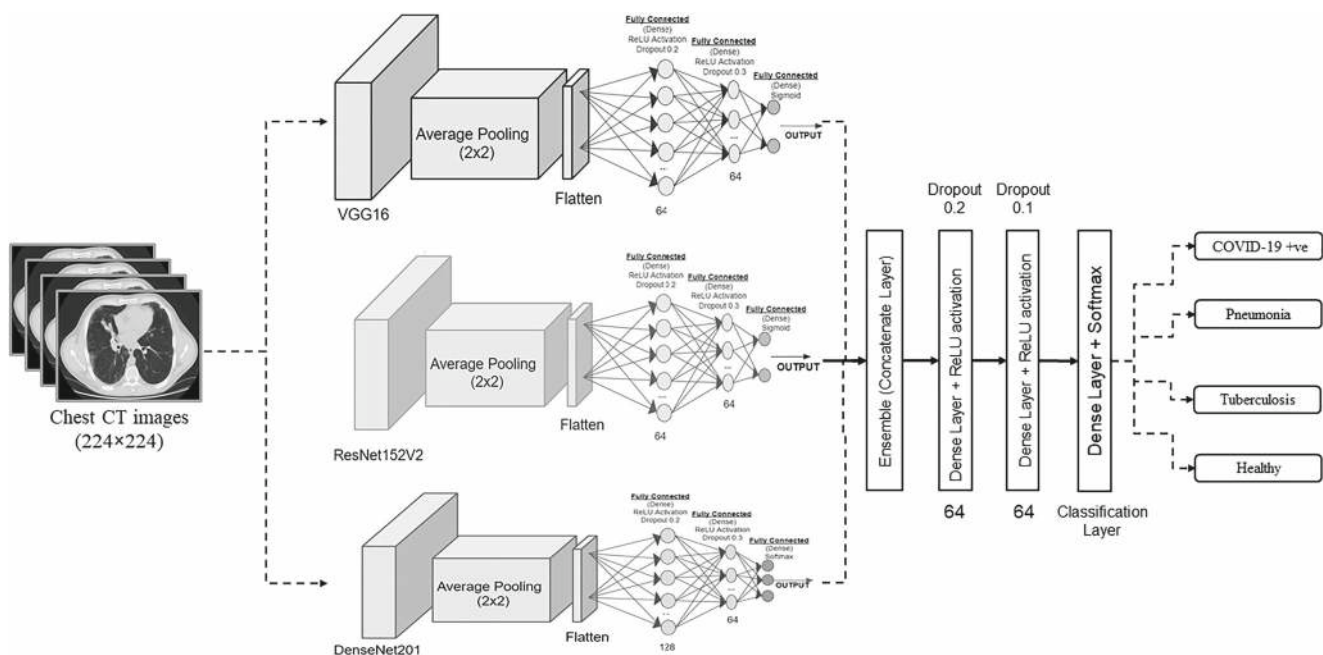 Chest CT images
(224×224)
VGG16
Average Pooling
(2x2)
Flatten
Fully Connected
(Dense)
ReLU Activation
Dropout 0.2
...
64
Fully Connected
(Dense)
ReLU Activation
Dropout 0.3
...
64
Fully Connected
(Dense)
Sigmoid
OUTPUT
ResNet152V2
Average Pooling
(2x2)
Flatten
Fully Connected
(Dense)
ReLU Activation
Dropout 0.2
...
64
Fully Connected
(Dense)
ReLU Activation
Dropout 0.3
...
64
Fully Connected
(Dense)
Sigmoid
OUTPUT
DenseNet201
Average Pooling
(2x2)
Flatten
Fully Connected
(Dense)
ReLU Activation
Dropout 0.2
...
128
Fully Connected
(Dense)
ReLU Activation
Dropout 0.3
...
64
Fully Connected
(Dense)
Softmax
OUTPUT
Ensemble (Concatenate Layer)
Dropout
0.2
Dense Layer + ReLU activation
64
Dropout
0.1
Dense Layer + ReLU activation
64
Dense Layer + Softmax
Classification
Layer
COVID-19 +ve
Pneumonia
Tuberculosis
Healthy